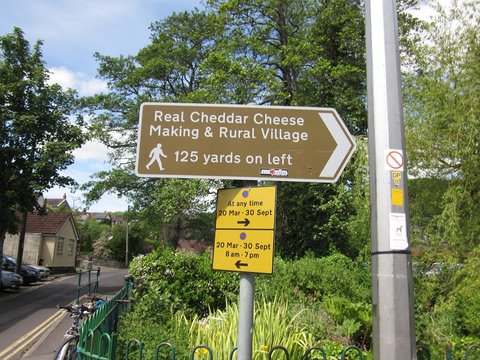 Real Cheddar Cheese
Making & Rural Village
125 yards on left
At any time
20 Mar - 30 Sept
20 Mar - 30 Sept
8 am - 7 pm